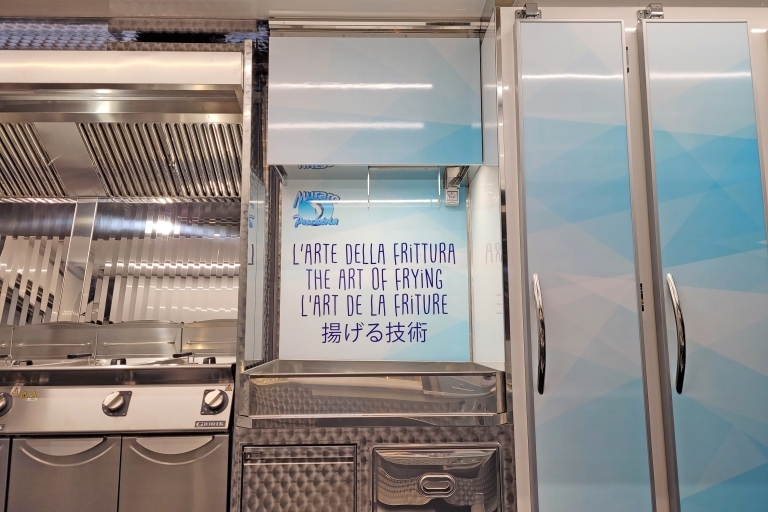 L'ARTE DELLA FRITTURA
THE ART OF FRYING
L'ART DE LA FRITURE
揚げる技術